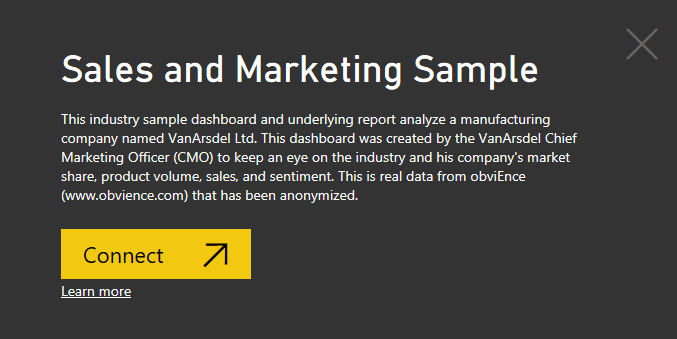 Sales and Marketing Sample
This industry sample dashboard and underlying report analyze a manufacturing
company named VanArsdel Ltd. This dashboard was created by the VanArsdel Chief
Marketing Officer (CMO) to keep an eye on the industry and his company's market
share, product volume, sales, and sentiment. This is real data from obviEnce
(www.obvience.com) that has been anonymized.
Connect
Learn more